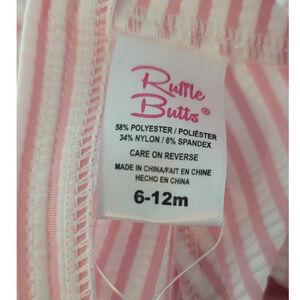 Ruffle
Butts®
58% POLYESTER / POLIÉSTER
34% NYLON / 8% SPANDEX
CARE ON REVERSE
MADE IN CHINA/FAIT EN CHINE
HECHO EN CHINA
6-12m